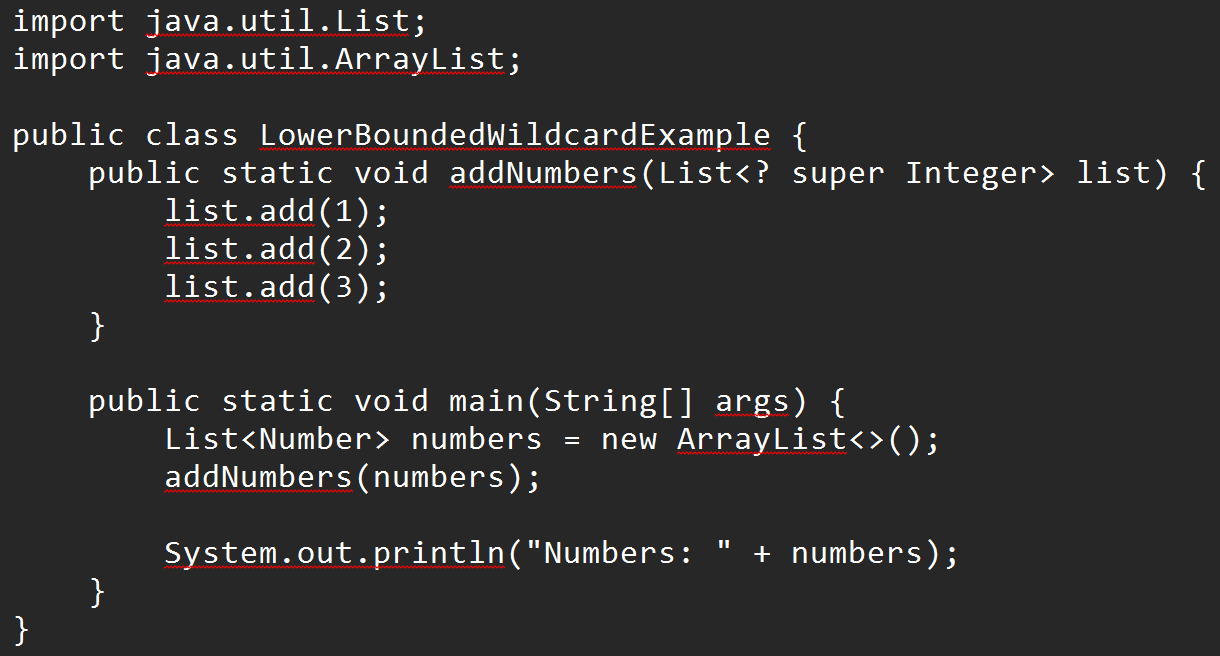 import java.util.List;
import java.util.ArrayList;
public class LowerBoundedWildcardExample {
    public static void addNumbers(List<? super Integer> list) {
        list.add(1);
        list.add(2);
        list.add(3);
    }
    public static void main(String[] args) {
        List<Number> numbers = new ArrayList<>();
        addNumbers(numbers);
        System.out.println("Numbers: " + numbers);
    }
}